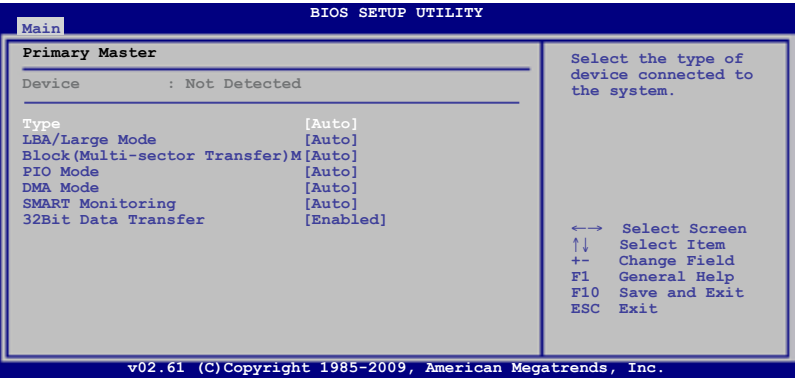 BIOS SETUP UTILITY
Main
Primary Master
Device : Not Detected
Type [Auto]
LBA/Large Mode [Auto]
Block(Multi-sector Transfer)M[Auto]
PIO Mode [Auto]
DMA Mode [Auto]
SMART Monitoring [Auto]
32Bit Data Transfer [Enabled]
Select the type of
device connected to
the system.
←→ Select Screen
↑↓ Select Item
+- Change Field
F1 General Help
F10 Save and Exit
ESC Exit
v02.61 (C)Copyright 1985-2009, American Megatrends, Inc.